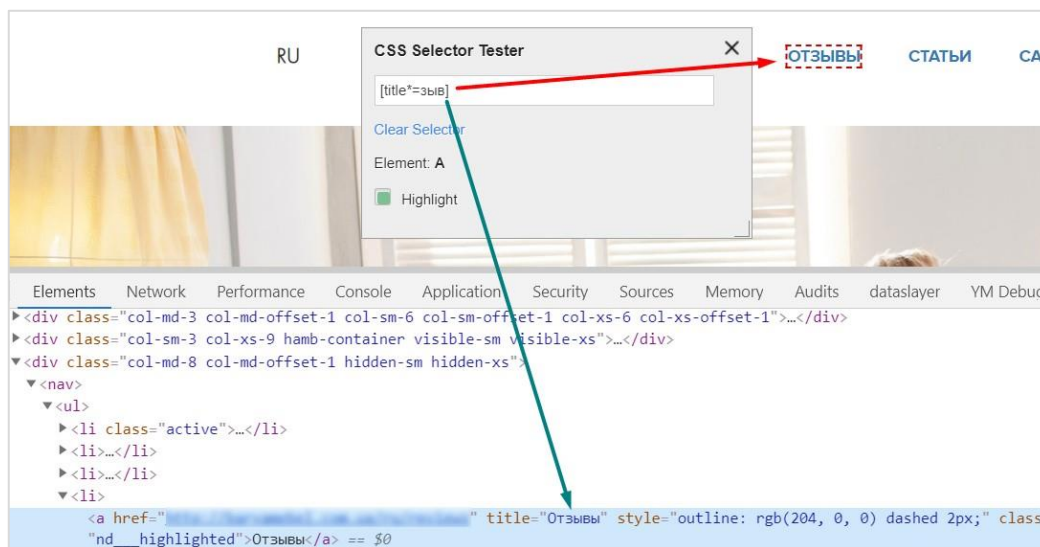 RU
CSS Selector Tester
ОТЗЫВЫ СТАТЬИ СА
[title*=зыв]
Clear Selector
Element: A
Highlight
Elements Network Performance Console Application Security Sources Memory Audits dataslayer YM Debug
<div class="col-md-3 col-md-offset-1 col-sm-6 col-sm-offset-1 col-xs-6 col-xs-offset-1">…</div>
<div class="col-sm-3 col-xs-9 hamb-container visible-sm visible-xs">…</div>
<div class="col-md-8 col-md-offset-1 hidden-sm hidden-xs">
<nav>
<ul>
<li class="active">…</li>
<li>…</li>
<li>…</li>
<li>
<a href=" " title="Отзывы" style="outline: rgb(204, 0, 0) dashed 2px;" class
"nd___highlighted">Отзывы</a> == $0